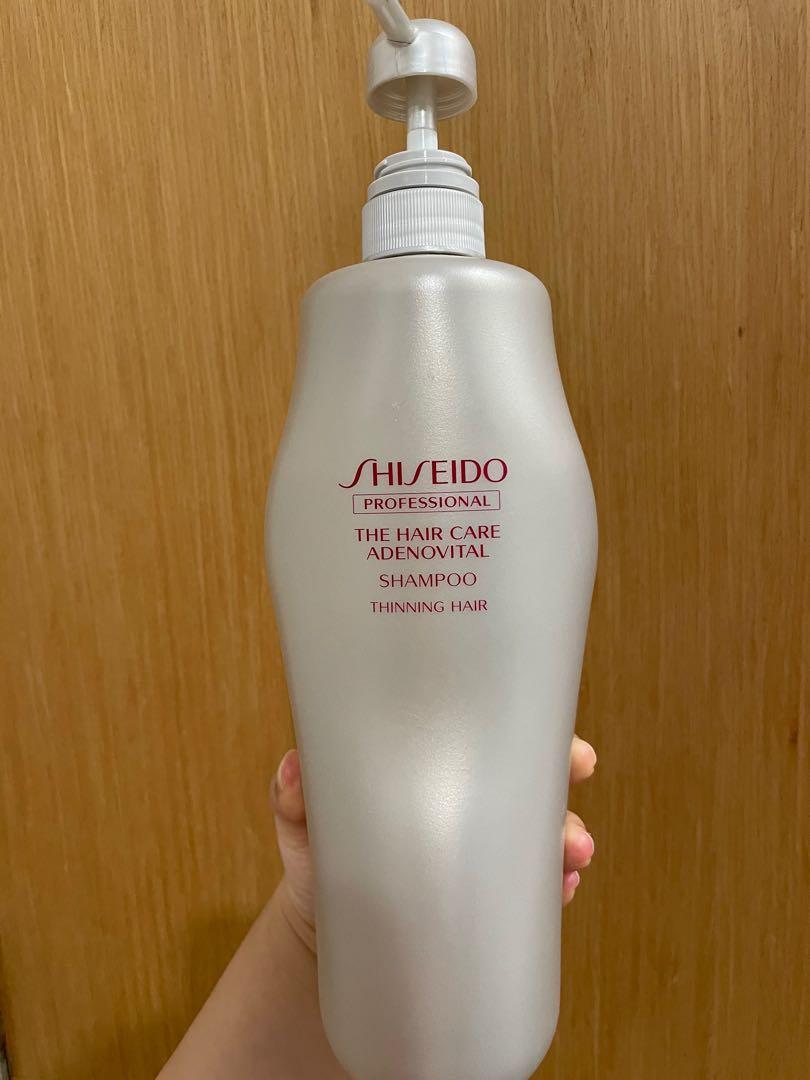 SHISEIDO
PROFESSIONAL
THE HAIR CARE
ADENOVITAL
SHAMPOO
THINNING HAIR